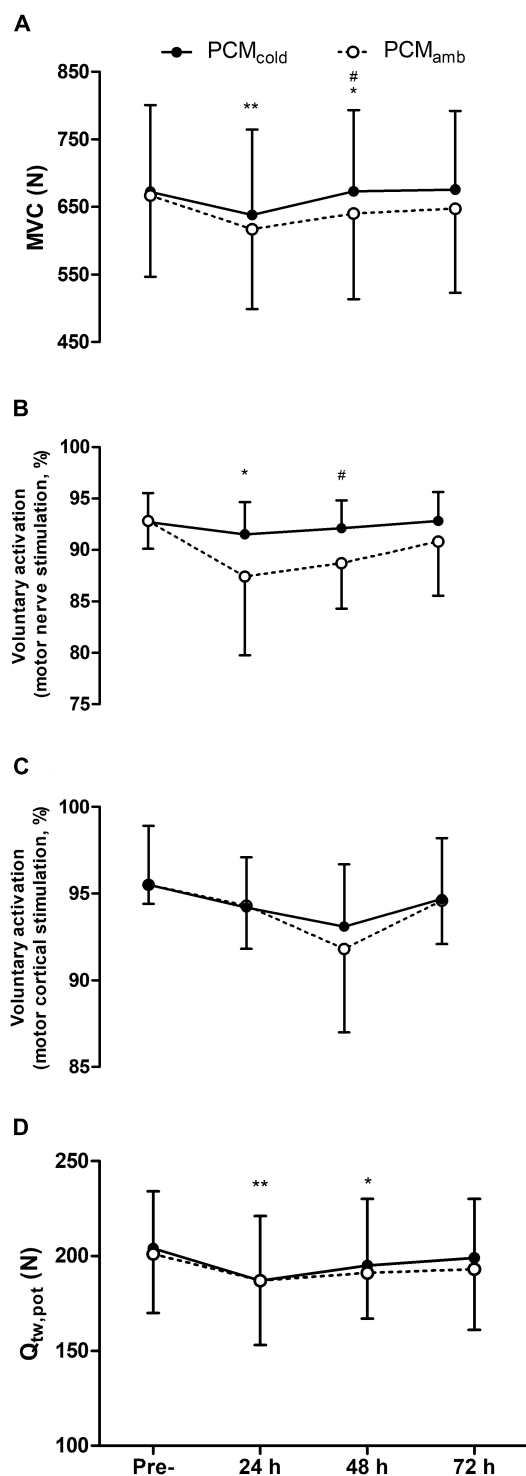 A
PCMcold PCMamb
850
750
650
550
450
MVC (N)
**
#
*
B
100
95
90
85
80
75
Voluntary activation
(motor nerve stimulation, %)
*
#
C
100
95
90
85
Voluntary activation
(motor cortical stimulation, %)
D
250
200
150
100
Qtw,pot (N)
**
*
Pre- 24 h 48 h 72 h